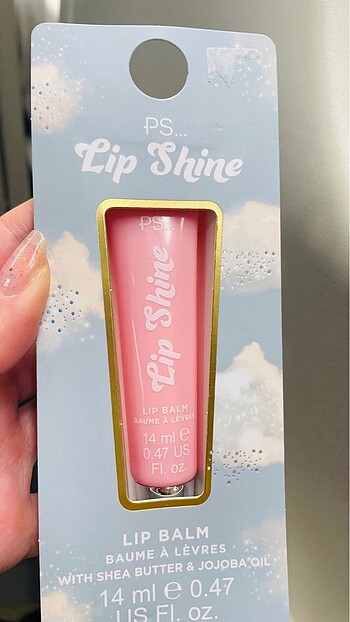 PS...
Lip Shine
PS...
Lip Shine
LIP BALM
BAUME À LÈVRES
14 ml e
0.47 US
Fl. oz.
LIP BALM
BAUME À LÈVRES
WITH SHEA BUTTER & JOJOBA OIL
14 ml e 0.47
US Fl. oz.